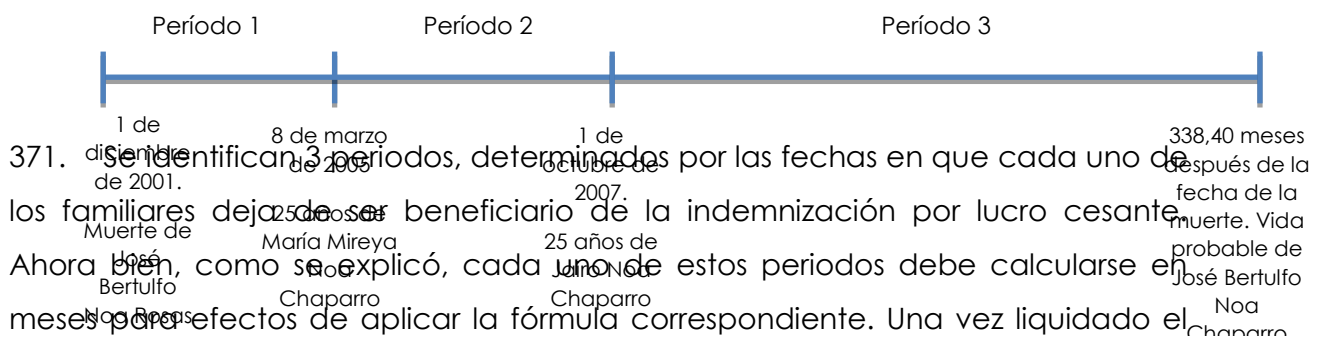 Período 1
Período 2
Período 3
1 de
diciembre
de 2001.
Muerte de
José
Bertulfo
Noa Rosas
8 de marzo
de 2005
25 años de
María Mireya
Noa
Chaparro
1 de
octubre de
2007.
25 años de
Jairo Noa
Chaparro
338,40 meses
después de la
fecha de la
muerte. Vida
probable de
José Bertulfo
Noa
Chaparro
371. Se identifican 3 periodos, determinados por las fechas en que cada uno de
los familiares deja de ser beneficiario de la indemnización por lucro cesante.
Ahora bien, como se explicó, cada uno de estos periodos debe calcularse en
meses para efectos de aplicar la fórmula correspondiente. Una vez liquidado el